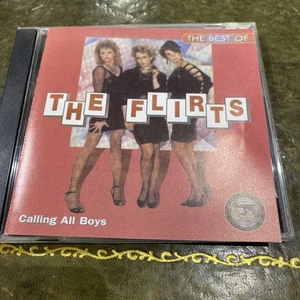 THE BEST OF
THE FLIRTS
Calling All Boys